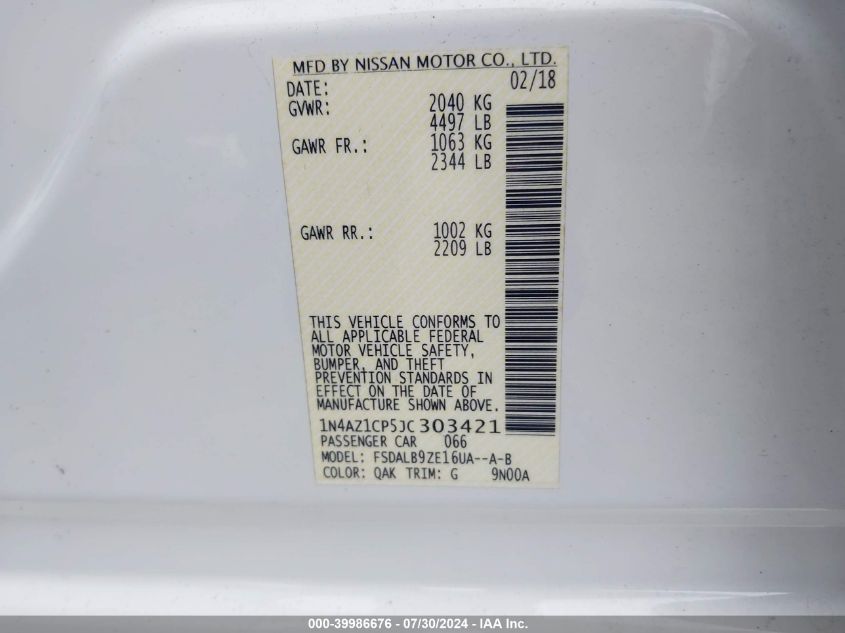 MFD BY NISSAN MOTOR CO., LTD.
DATE: 02/18
GVWR: 2040 KG
4497 LB
GAWR FR.: 1063 KG
2344 LB
GAWR RR.: 1002 KG
2209 LB
THIS VEHICLE CONFORMS TO
ALL APPLICABLE FEDERAL
MOTOR VEHICLE SAFETY,
BUMPER, AND THEFT
PREVENTION STANDARDS IN
EFFECT ON THE DATE OF
MANUFACTURE SHOWN ABOVE.
1N4AZ1CP5JC303421
PASSENGER CAR 066
MODEL: FSDALB9ZE16UA--A-B
COLOR: QAK TRIM: G 9N00A
000-39986676 - 07/30/2024 - IAA Inc.